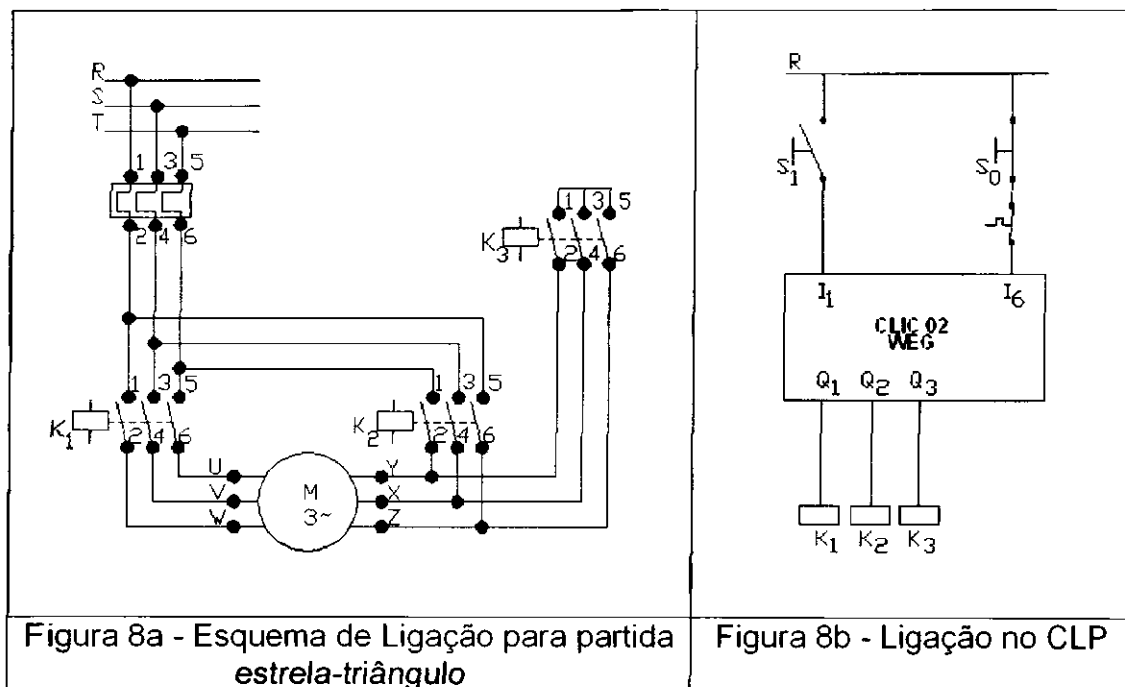 R
S
T
1 3 5
2 4 6
K3
1 3 5
2 4 6
K1
1 3 5
2 4 6
K2
1 3 5
2 4 6
U
V
W
M
3~
Y
X
Z
Figura 8a - Esquema de Ligação para partida
estrela-triângulo
R
S1
S0
I1 I6
CLIC 02
WEG
Q1 Q2 Q3
K1 K2 K3
Figura 8b - Ligação no CLP